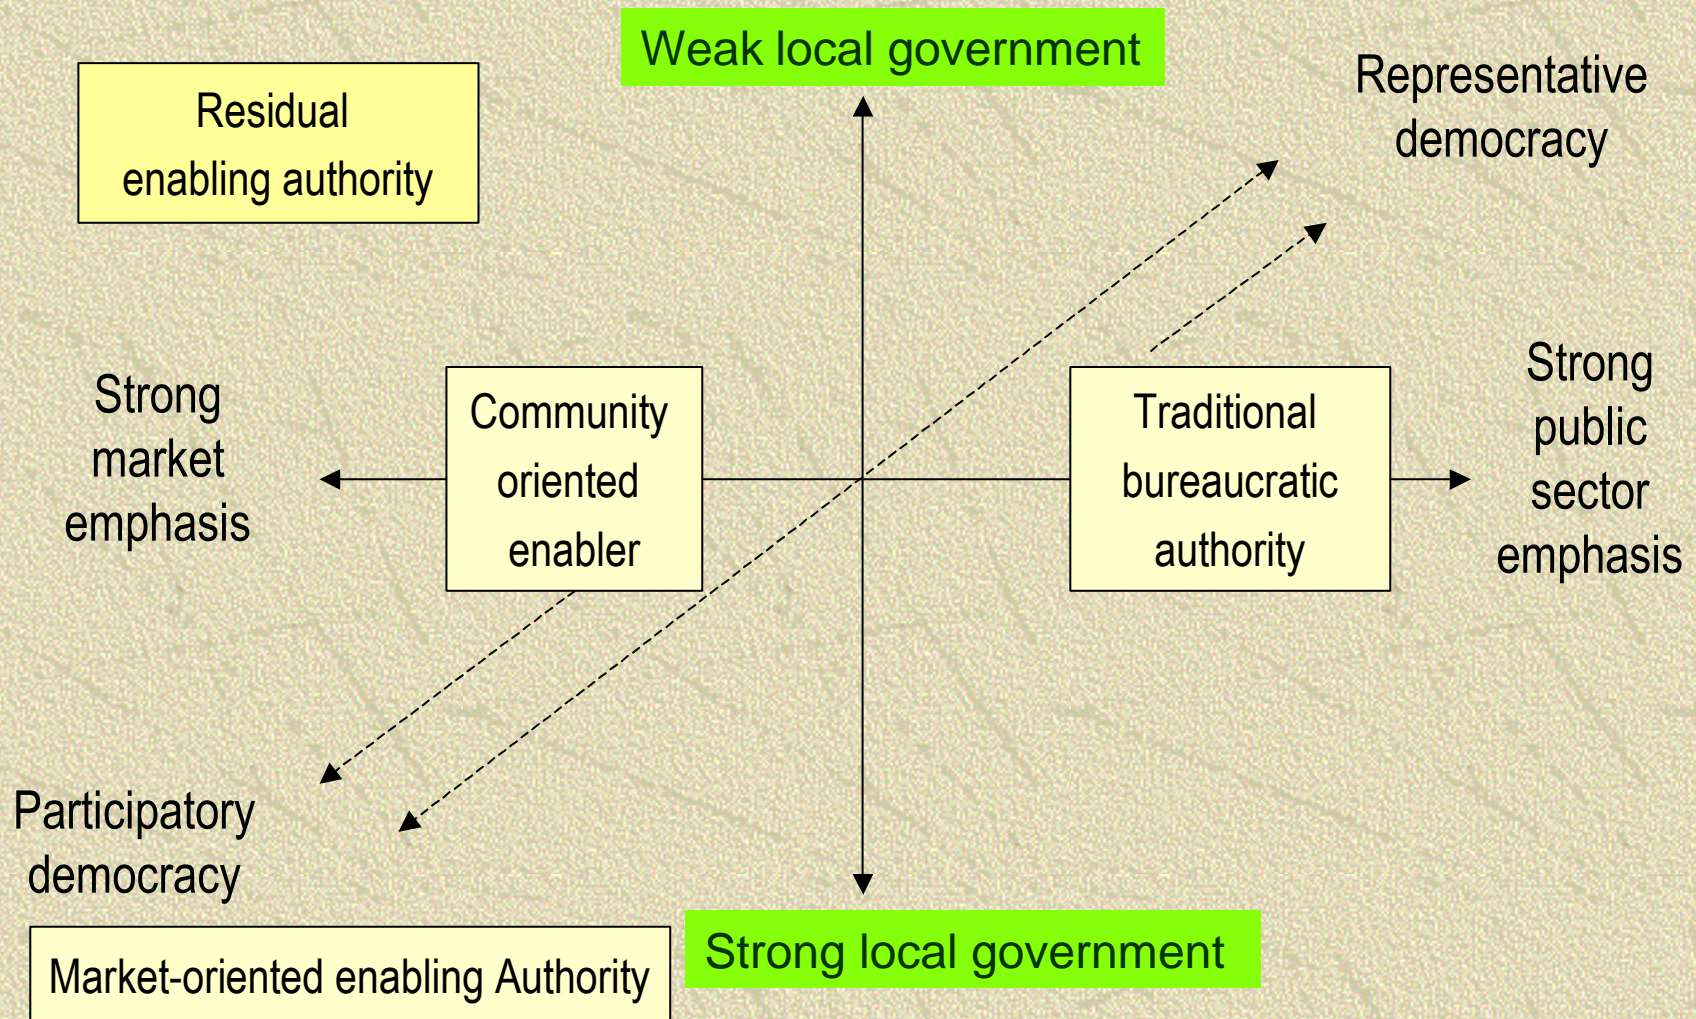 Weak local government
Representative
democracy
Residual
enabling authority
Strong
market
emphasis
Community
oriented
enabler
Traditional
bureaucratic
authority
Strong
public
sector
emphasis
Participatory
democracy
Market-oriented enabling Authority
Strong local government